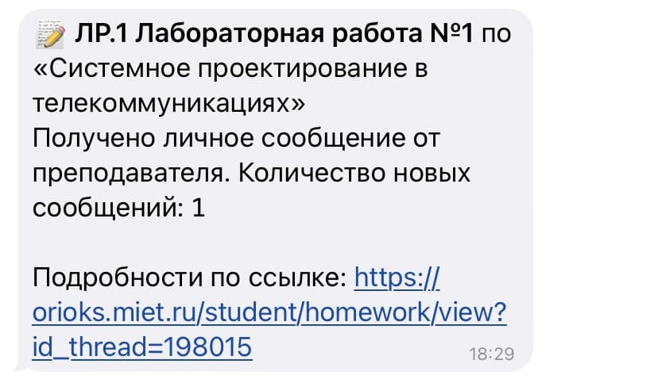 📝 ЛР.1 Лабораторная работа №1 по
«Системное проектирование в
телекоммуникациях»
Получено личное сообщение от
преподавателя. Количество новых
сообщений: 1
Подробности по ссылке: https://
orioks.miet.ru/student/homework/view?
id_thread=198015
18:29